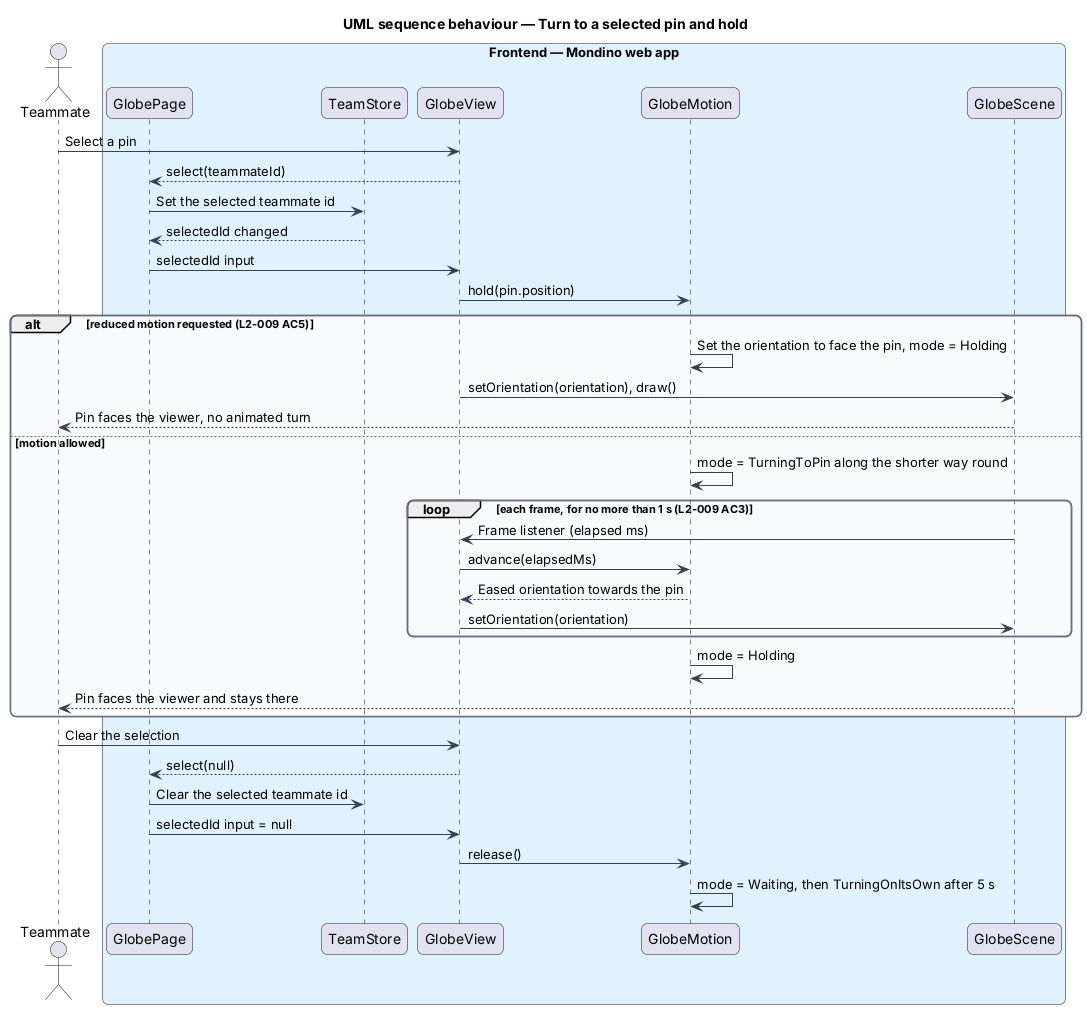 UML sequence behaviour — Turn to a selected pin and hold
Frontend — Mondino web app
Teammate
GlobePage
TeamStore
GlobeView
GlobeMotion
GlobeScene
Select a pin
select(teammateId)
Set the selected teammate id
selectedId changed
selectedId input
hold(pin.position)
alt
[reduced motion requested (L2-009 AC5)]
Set the orientation to face the pin, mode = Holding
setOrientation(orientation), draw()
Pin faces the viewer, no animated turn
[motion allowed]
mode = TurningToPin along the shorter way round
loop
[each frame, for no more than 1 s (L2-009 AC3)]
Frame listener (elapsed ms)
advance(elapsedMs)
Eased orientation towards the pin
setOrientation(orientation)
mode = Holding
Pin faces the viewer and stays there
Clear the selection
select(null)
Clear the selected teammate id
selectedId input = null
release()
mode = Waiting, then TurningOnItsOwn after 5 s
Teammate
GlobePage
TeamStore
GlobeView
GlobeMotion
GlobeScene